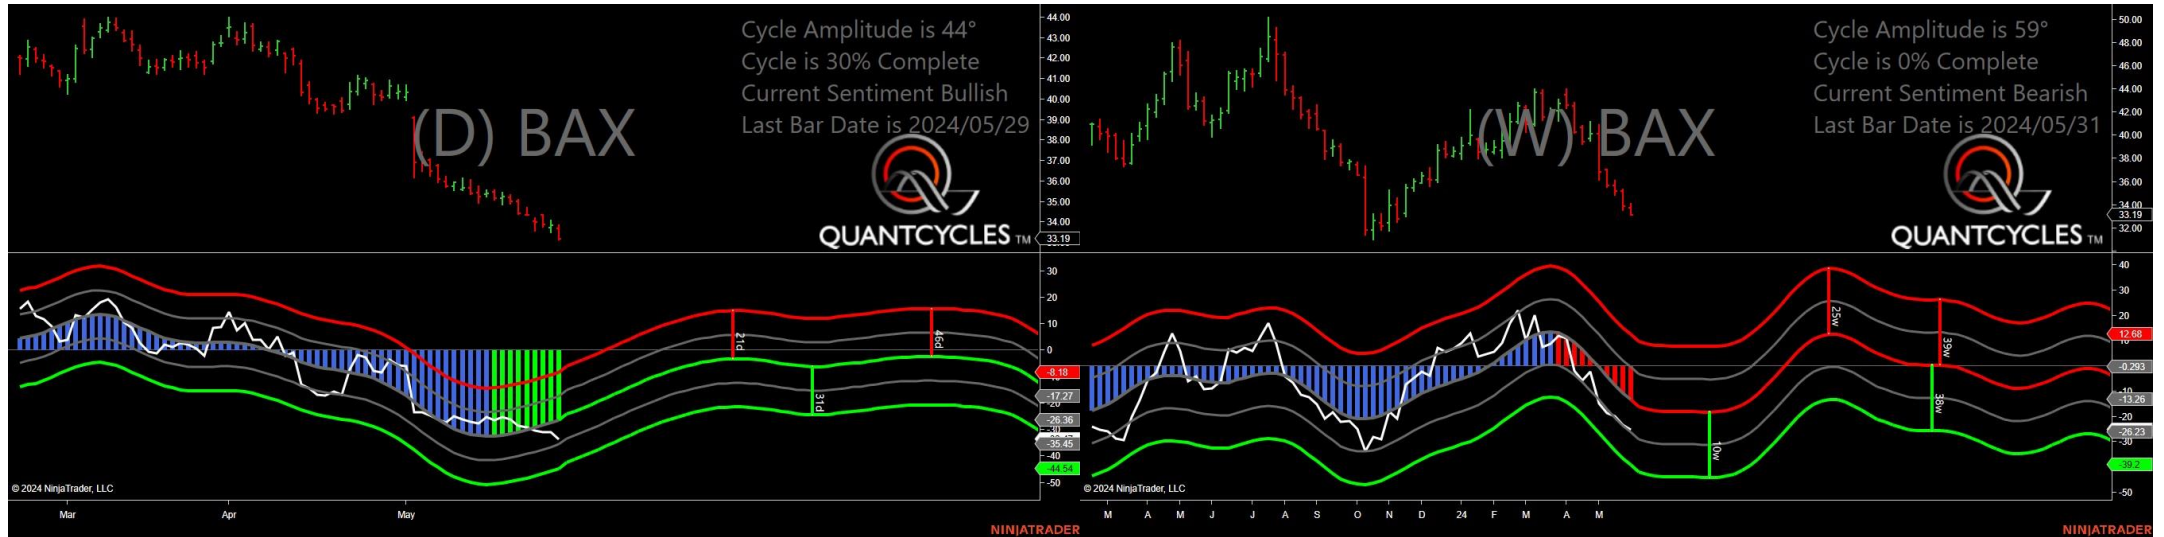 Cycle Amplitude is 44°
Cycle is 30% Complete
Current Sentiment Bullish
Last Bar Date is 2024/05/29
(D) BAX
QUANTCYCLES TM
44.00
43.00
42.00
41.00
40.00
39.00
38.00
37.00
36.00
35.00
34.00
33.19
30
20
10
0
-8.18
-17.27
-26.36
-35.45
-40
-44.54
-50
21d
31d
46d
© 2024 NinjaTrader, LLC
Mar
Apr
May
NINJATRADER
Cycle Amplitude is 59°
Cycle is 0% Complete
Current Sentiment Bearish
Last Bar Date is 2024/05/31
(W) BAX
QUANTCYCLES TM
50.00
48.00
46.00
44.00
42.00
40.00
38.00
36.00
34.00
33.19
32.00
40
30
20
12.68
-0.293
-10
-13.26
-20
-26.23
-30
-39.2
-50
10w
25w
38w
39w
© 2024 NinjaTrader, LLC
M A M J J A S O N D 24 F M A M
NINJATRADER